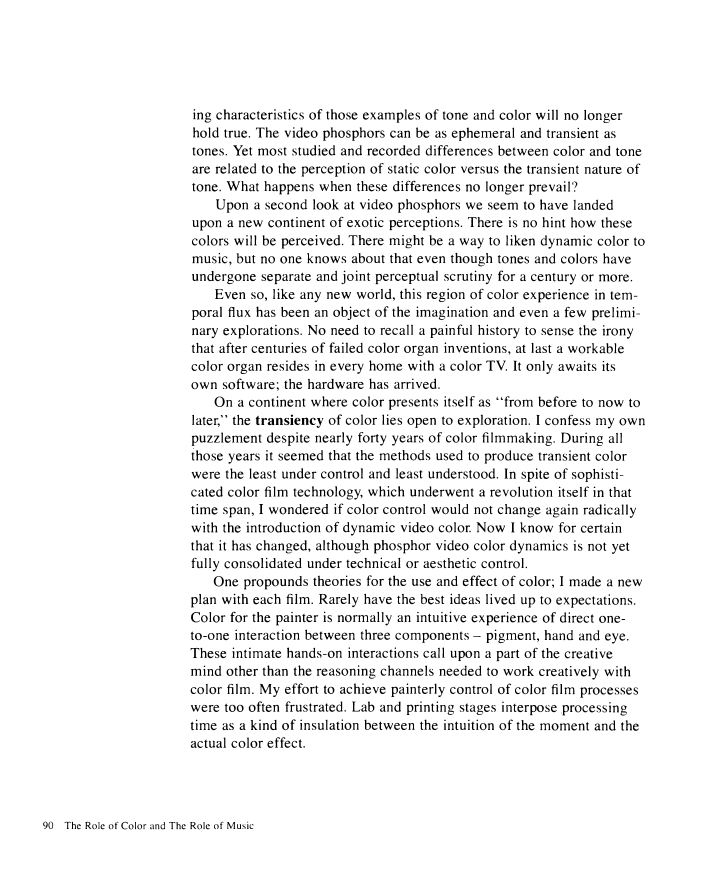 ing characteristics of those examples of tone and color will no longer
hold true. The video phosphors can be as ephemeral and transient as
tones. Yet most studied and recorded differences between color and tone
are related to the perception of static color versus the transient nature of
tone. What happens when these differences no longer prevail?
Upon a second look at video phosphors we seem to have landed
upon a new continent of exotic perceptions. There is no hint how these
colors will be perceived. There might be a way to liken dynamic color to
music, but no one knows about that even though tones and colors have
undergone separate and joint perceptual scrutiny for a century or more.
Even so, like any new world, this region of color experience in tem-
poral flux has been an object of the imagination and even a few prelimi-
nary explorations. No need to recall a painful history to sense the irony
that after centuries of failed color organ inventions, at last a workable
color organ resides in every home with a color TV. It only awaits its
own software; the hardware has arrived.
On a continent where color presents itself as “from before to now to
later,” the transiency of color lies open to exploration. I confess my own
puzzlement despite nearly forty years of color filmmaking. During all
those years it seemed that the methods used to produce transient color
were the least under control and least understood. In spite of sophisti-
cated color film technology, which underwent a revolution itself in that
time span, I wondered if color control would not change again radically
with the introduction of dynamic video color. Now I know for certain
that it has changed, although phosphor video color dynamics is not yet
fully consolidated under technical or aesthetic control.
One propounds theories for the use and effect of color; I made a new
plan with each film. Rarely have the best ideas lived up to expectations.
Color for the painter is normally an intuitive experience of direct one-
to-one interaction between three components – pigment, hand and eye.
These intimate hands-on interactions call upon a part of the creative
mind other than the reasoning channels needed to work creatively with
color film. My effort to achieve painterly control of color film processes
were too often frustrated. Lab and printing stages interpose processing
time as a kind of insulation between the intuition of the moment and the
actual color effect.
90 The Role of Color and The Role of Music